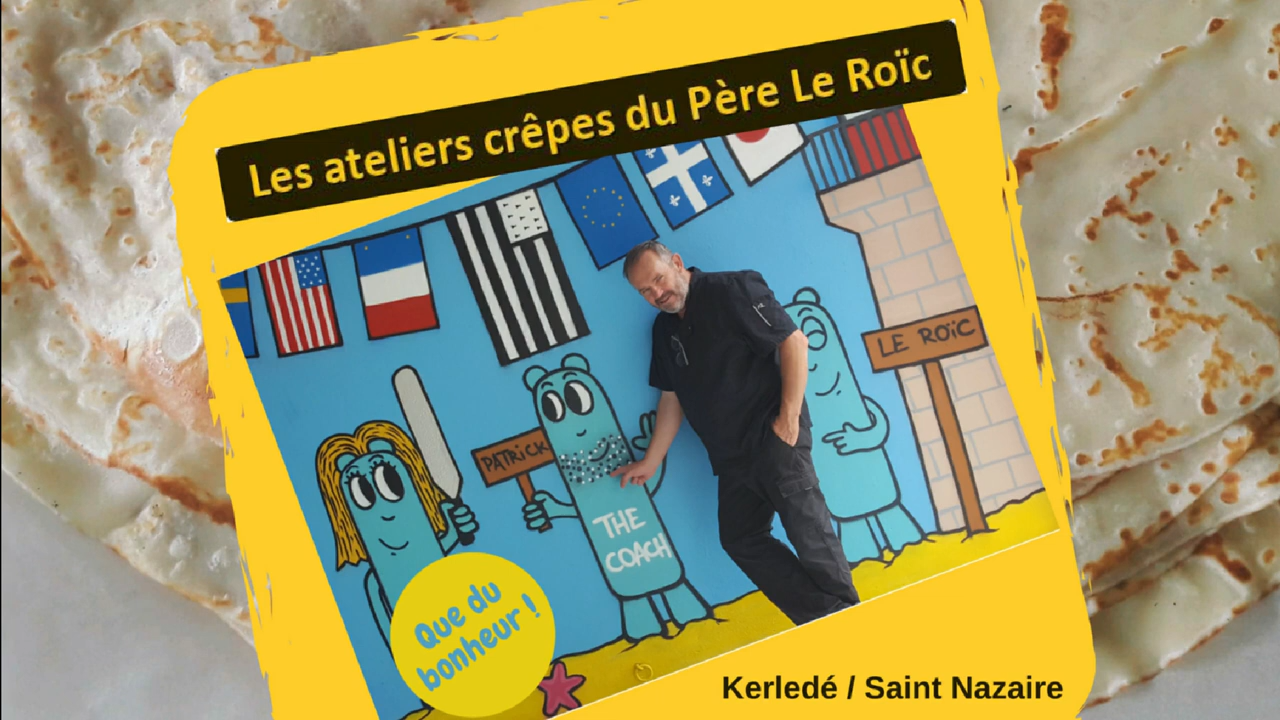 Les ateliers crêpes du Père Le Roïc
LE ROïC
PATRiCK
THE
COACH
Que du
bonheur !
Kerledé / Saint Nazaire